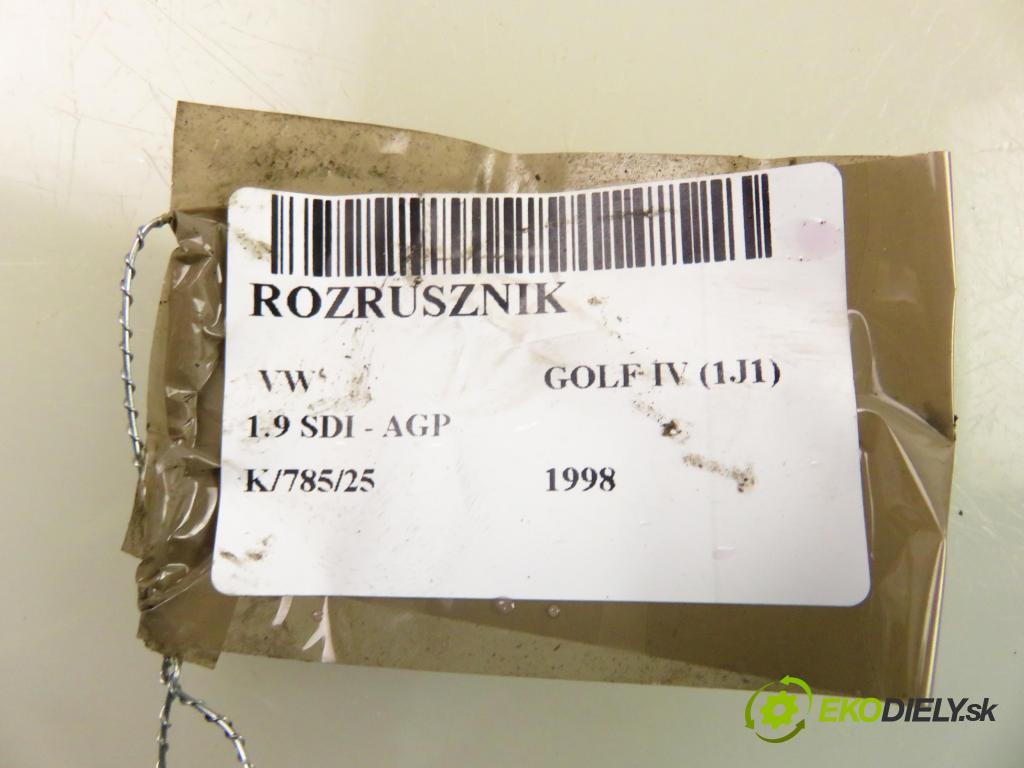 ROZRUSZNIK
VW GOLF IV (1J1)
1.9 SDI - AGP
K/785/25 1998
EKODIELY.sk